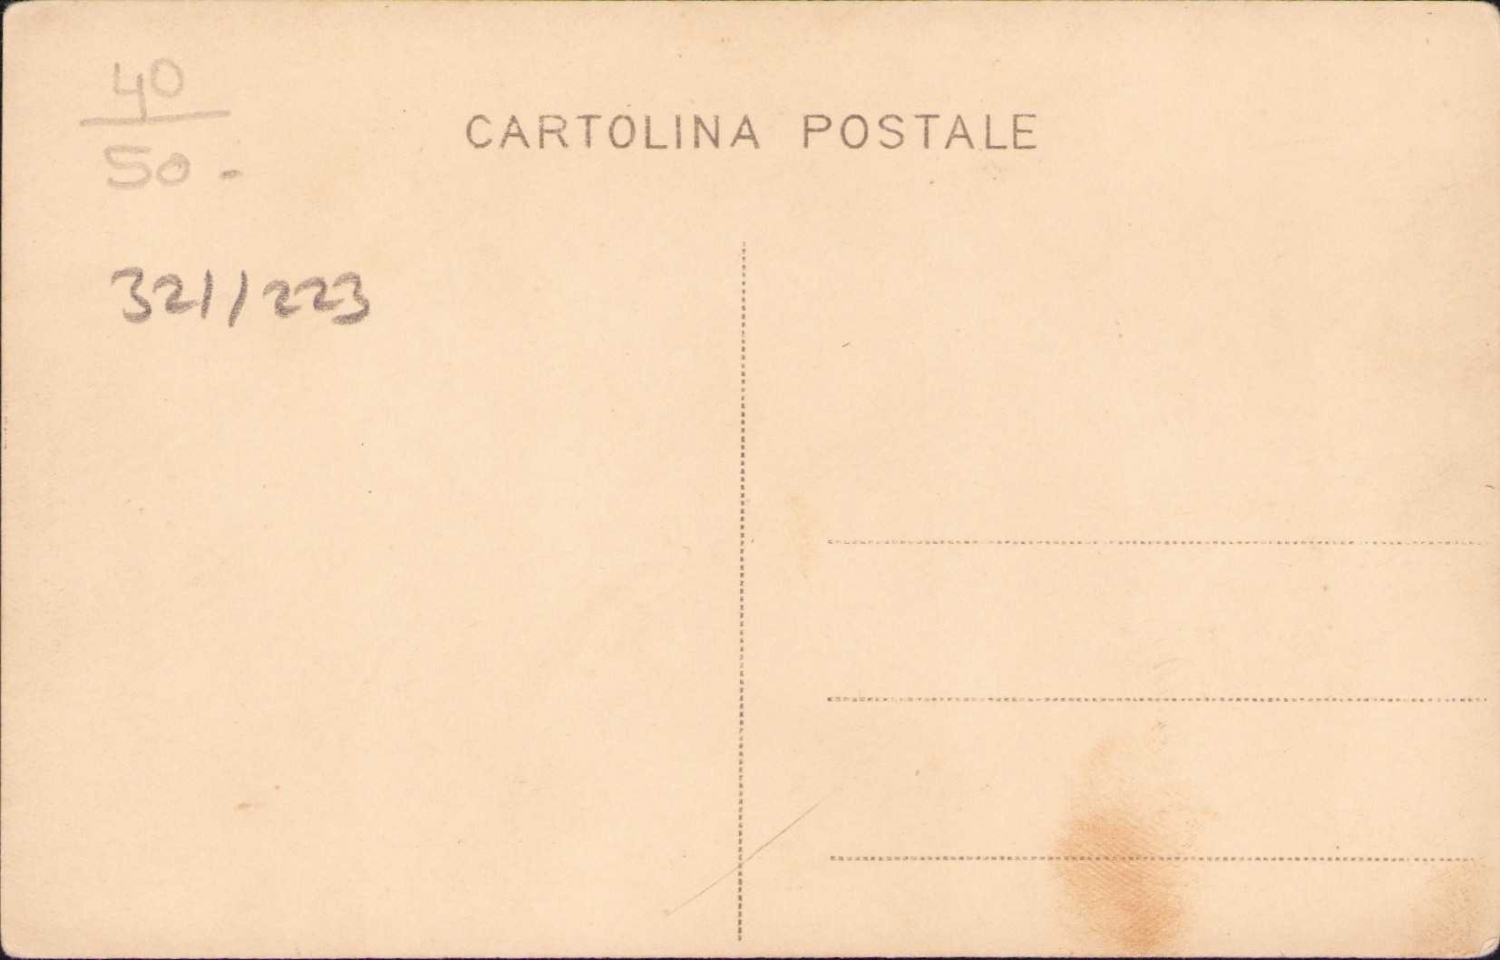 40
CARTOLINA POSTALE
50.-
321/223